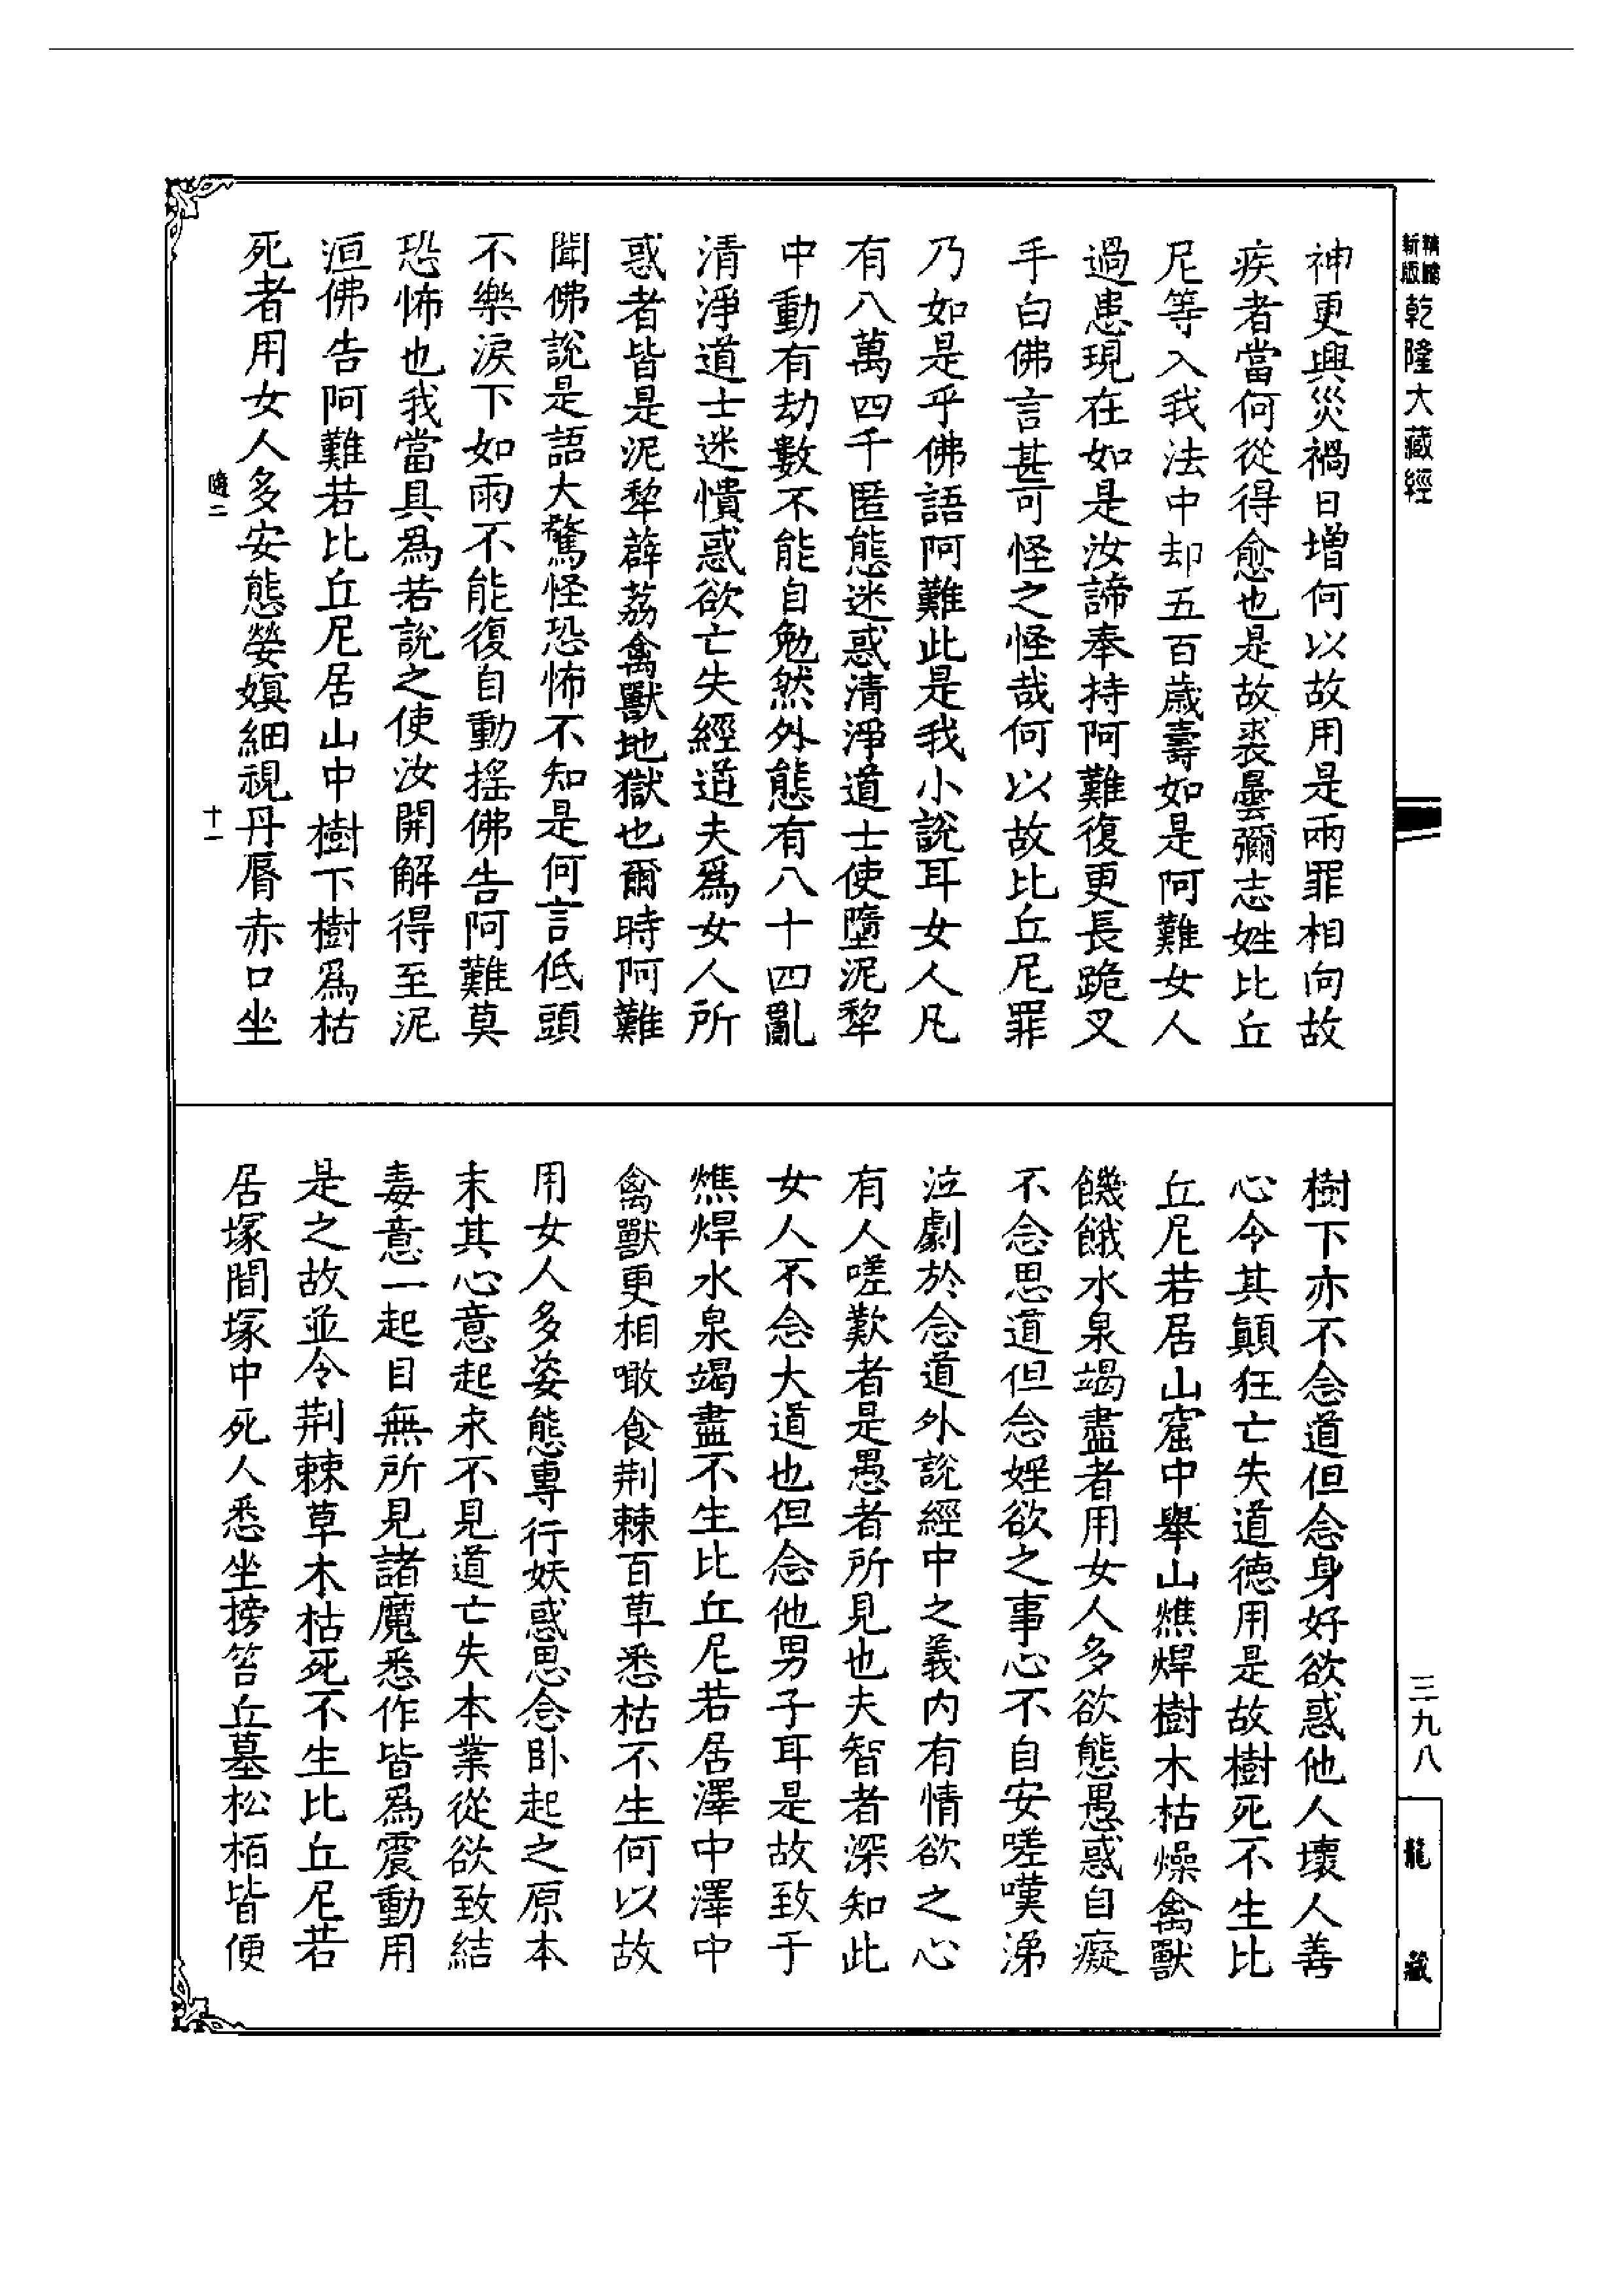 精雕
新版
乾隆大藏經
神更興災禍日增何以故用是兩罪相向故
疾者當何從得愈也是故裘曇彌志姓比丘
尼等入我法中却五百歲壽如是阿難女人
過患現在如是汝諦奉持阿難復更長跪叉
手白佛言甚可怪之怪哉何以故比丘尼罪
乃如是乎佛語阿難此是我小說耳女人凡
有八萬四千匿態迷惑清淨道士使墮泥犁
中動有劫數不能自勉然外態有八十四亂
清淨道士迷憒惑欲亡失經道夫爲女人所
惑者皆是泥犁薜荔禽獸地獄也爾時阿難
聞佛說是語大驚怪恐怖不知是何言低頭
不樂淚下如雨不能復自動搖佛告阿難莫
恐怖也我當具爲若說之使汝開解得至泥
洹佛告阿難若比丘尼居山中樹下樹爲枯
死者用女人多安態嫈嫇細視丹脣赤口坐
隨二
十一
樹下亦不念道但念身好欲惑他人壞人善
心令其顛狂亡失道德用是故樹死不生比
丘尼若居山窟中舉山燋焊樹木枯燥禽獸
饑餓水泉竭盡者用女人多欲態愚惑自癡
不念思道但念婬欲之事心不自安嗟嘆涕
泣劇於念道外說經中之義內有情欲之心
有人嗟歎者是愚者所見也夫智者深知此
女人不念大道也但念他男子耳是故致于
燋焊水泉竭盡不生比丘尼若居澤中澤中
禽獸更相噉食荆棘百草悉枯不生何以故
用女人多姿態專行妖惑思念卧起之原本
末其心意起求不見道亡失本業從欲致結
毒意一起目無所見諸魔悉作皆爲震動用
是之故並令荆棘草木枯死不生比丘尼若
居塚間塚中死人悉坐搒笞丘墓松栢皆便
三九八
龍藏